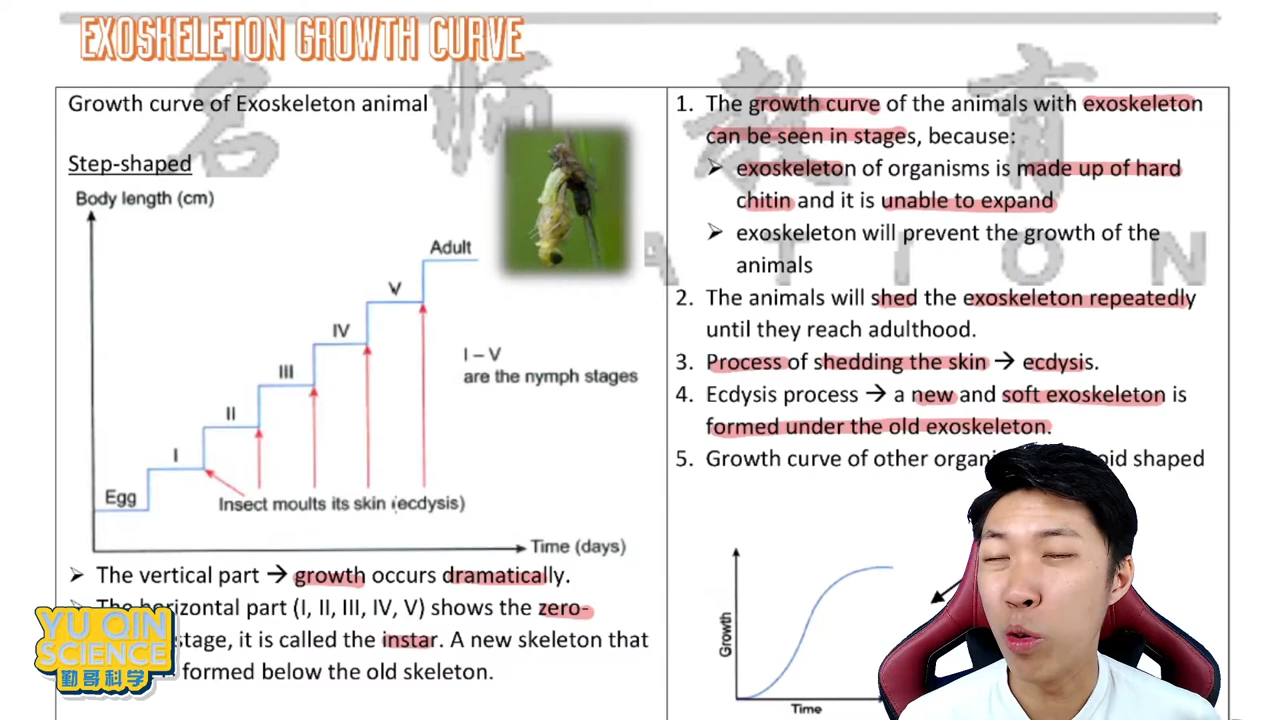 EXOSKELETON GROWTH CURVE
名师教育
Growth curve of Exoskeleton animal
Step-shaped
Body length (cm)
Adult
V
IV
III
II
I
Egg
I – V
are the nymph stages
Insect moults its skin (ecdysis)
Time (days)
➢ The vertical part → growth occurs dramatically.
➢ The horizontal part (I, II, III, IV, V) shows the zero-
stage, it is called the instar. A new skeleton that
formed below the old skeleton.
YU QIN
SCIENCE
勤哥科学
1. The growth curve of the animals with exoskeleton
can be seen in stages, because:
➢ exoskeleton of organisms is made up of hard
chitin and it is unable to expand
➢ exoskeleton will prevent the growth of the
animals
A T I O N
2. The animals will shed the exoskeleton repeatedly
until they reach adulthood.
3. Process of shedding the skin → ecdysis.
4. Ecdysis process → a new and soft exoskeleton is
formed under the old exoskeleton.
5. Growth curve of other shaped
Growth
Time